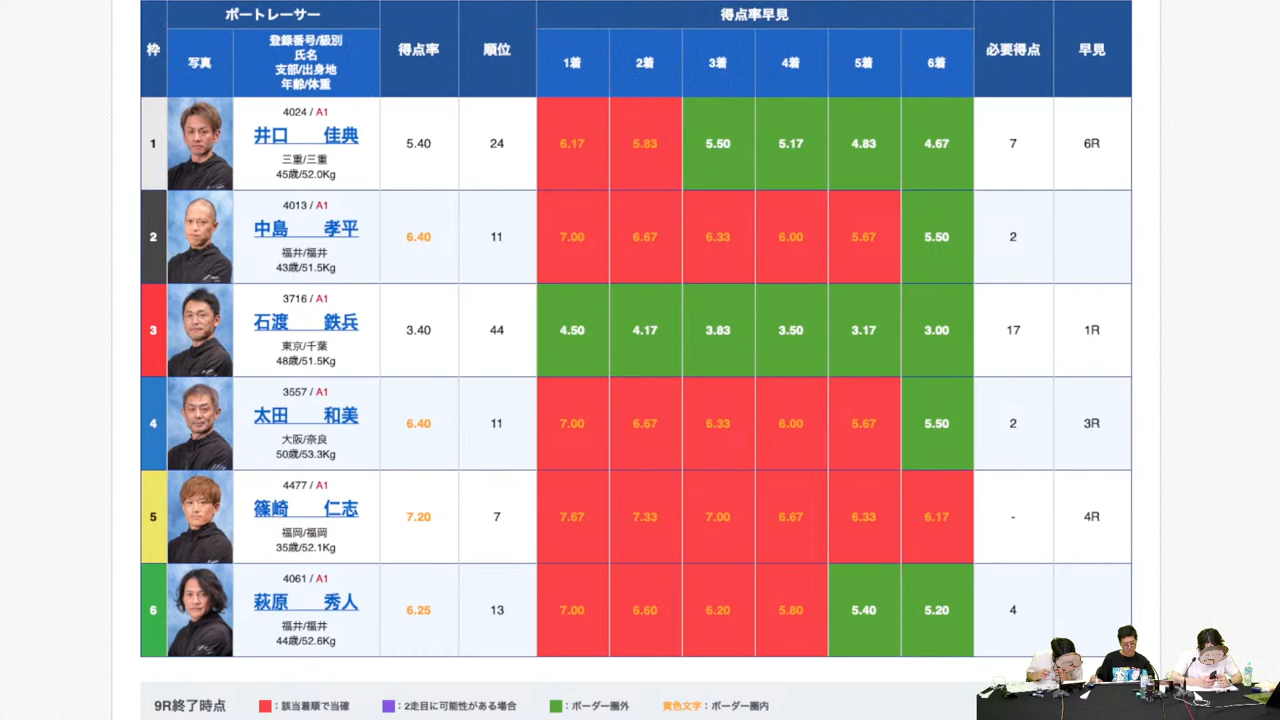 ボートレーサー 得点率早見
枠 写真 登録番号/級別 得点率 順位 1着 2着 3着 4着 5着 6着 必要得点 早見
氏名
支部/出身地
年齢/体重
4024 / A1
1 井口 佳典 5.40 24 6.17 5.83 5.50 5.17 4.83 4.67 7 6R
三重/三重
45歳/52.0Kg
4013 / A1
2 中島 孝平 6.40 11 7.00 6.67 6.33 6.00 5.67 5.50 2
福井/福井
43歳/51.5Kg
3716 / A1
3 石渡 鉄兵 3.40 44 4.50 4.17 3.83 3.50 3.17 3.00 17 1R
東京/千葉
48歳/51.5Kg
3557 / A1
4 太田 和美 6.40 11 7.00 6.67 6.33 6.00 5.67 5.50 2 3R
大阪/奈良
50歳/53.3Kg
4477 / A1
5 篠崎 仁志 7.20 7 7.67 7.33 7.00 6.67 6.33 6.17 - 4R
福岡/福岡
35歳/52.1Kg
4061 / A1
6 萩原 秀人 6.25 13 7.00 6.60 6.20 5.80 5.40 5.20 4
福井/福井
44歳/52.6Kg
9R終了時点 :該当着順で当確 :2走目に可能性がある場合 :ボーダー圏外 黄色文字:ボーダー圏内